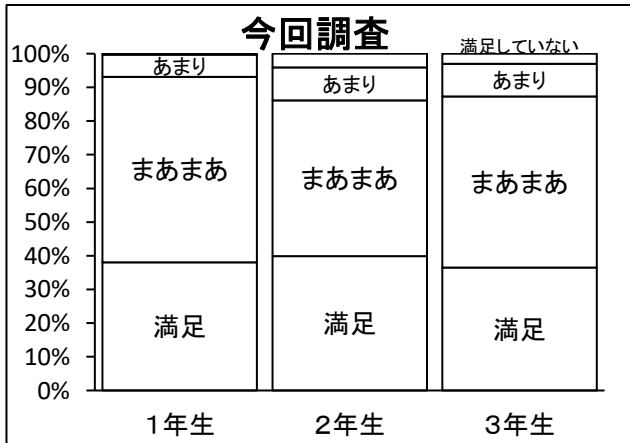 今回調査
100%
90%
80%
70%
60%
50%
40%
30%
20%
10%
0%
あまり
まあまあ
満足
あまり
まあまあ
満足
満足していない
あまり
まあまあ
満足
1年生
2年生
3年生